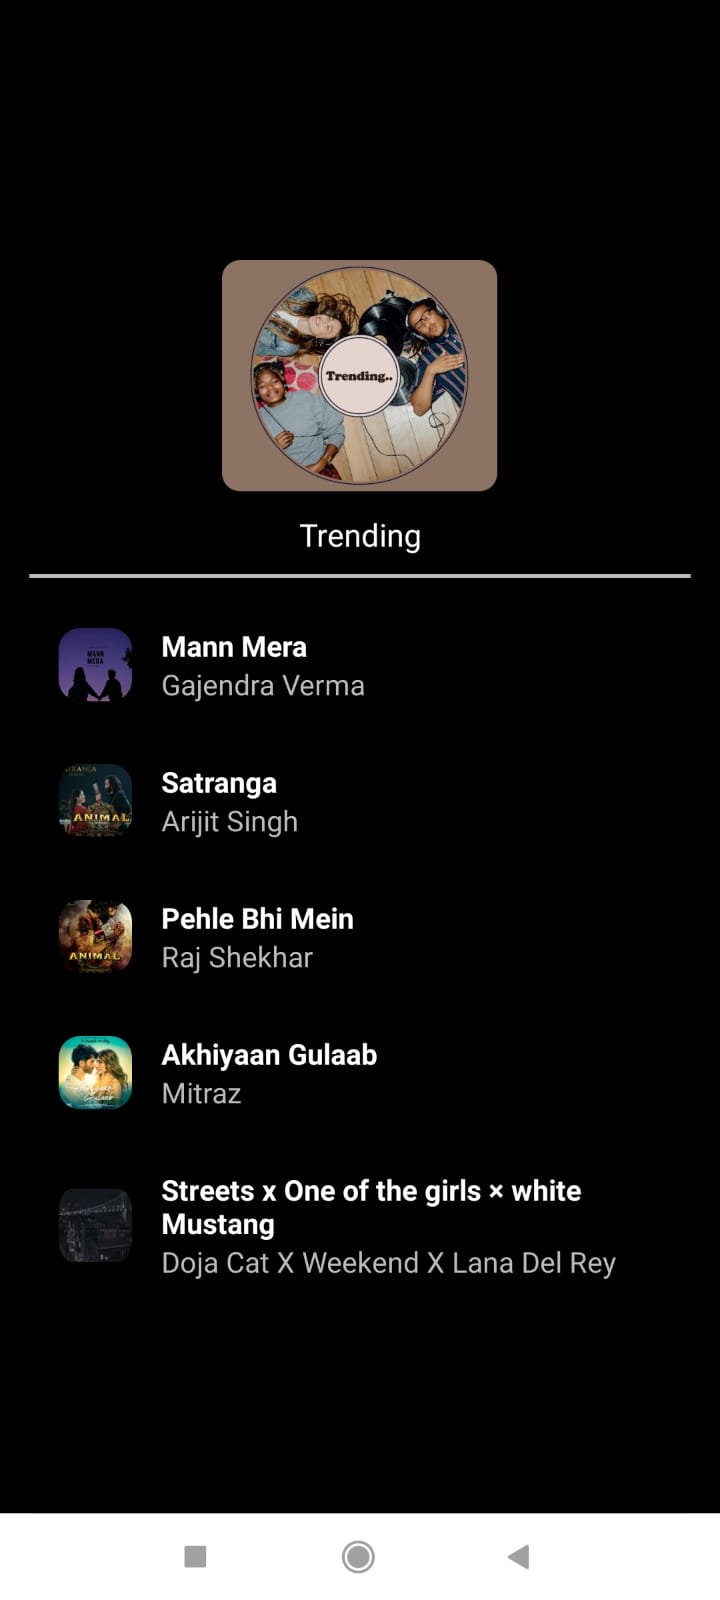 Trending..
Trending
MANN
MERA
Mann Mera
Gajendra Verma
ANIMAL
Satranga
Arijit Singh
ANIMAL
Pehle Bhi Mein
Raj Shekhar
Akhiyaan Gulaab
Mitraz
Streets x One of the girls × white
Mustang
Doja Cat X Weekend X Lana Del Rey